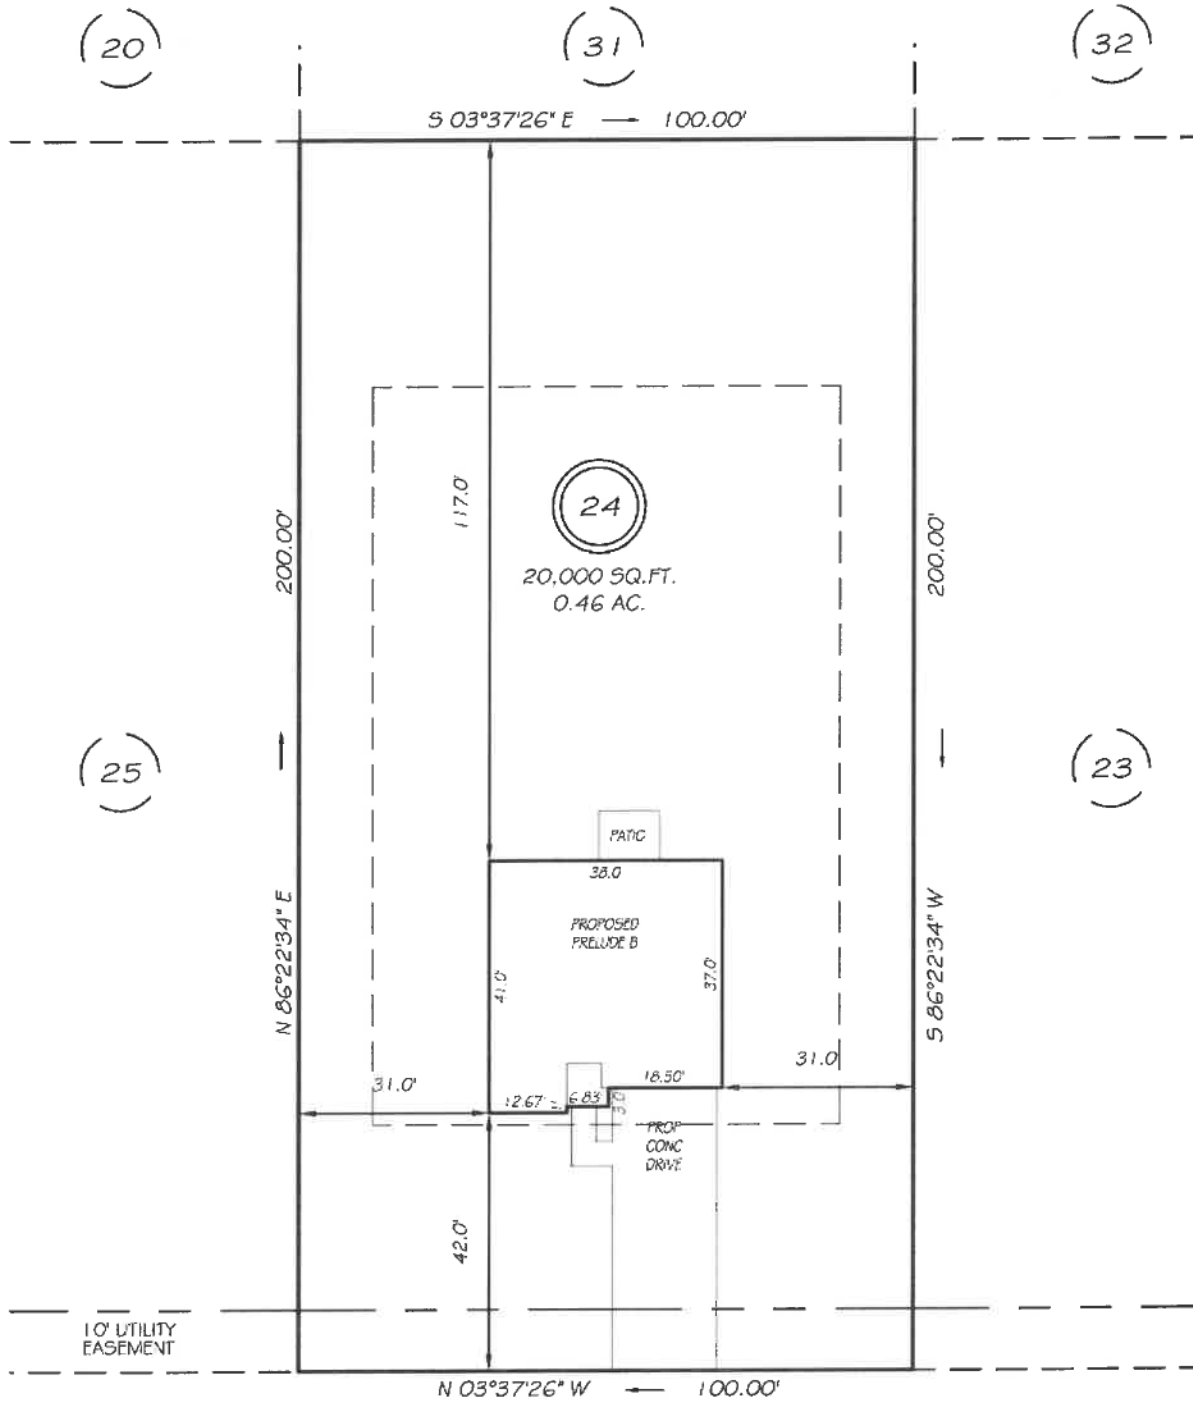 20
31
32
S 03°37'26" E 100.00'
117.0'
24
20,000 SQ.FT.
0.46 AC.
200.00'
200.00'
25
23
PATIO
38.0
PROPOSED
PRELUDE B
N 86°22'34" E
41.0'
37.0'
S 86°22'34" W
31.0'
31.0
12.67'
6.83'
18.50'
3.0'
PROP
CONC
DRIVE
42.0'
10' UTILITY
EASEMENT
N 03°37'26" W 100.00'